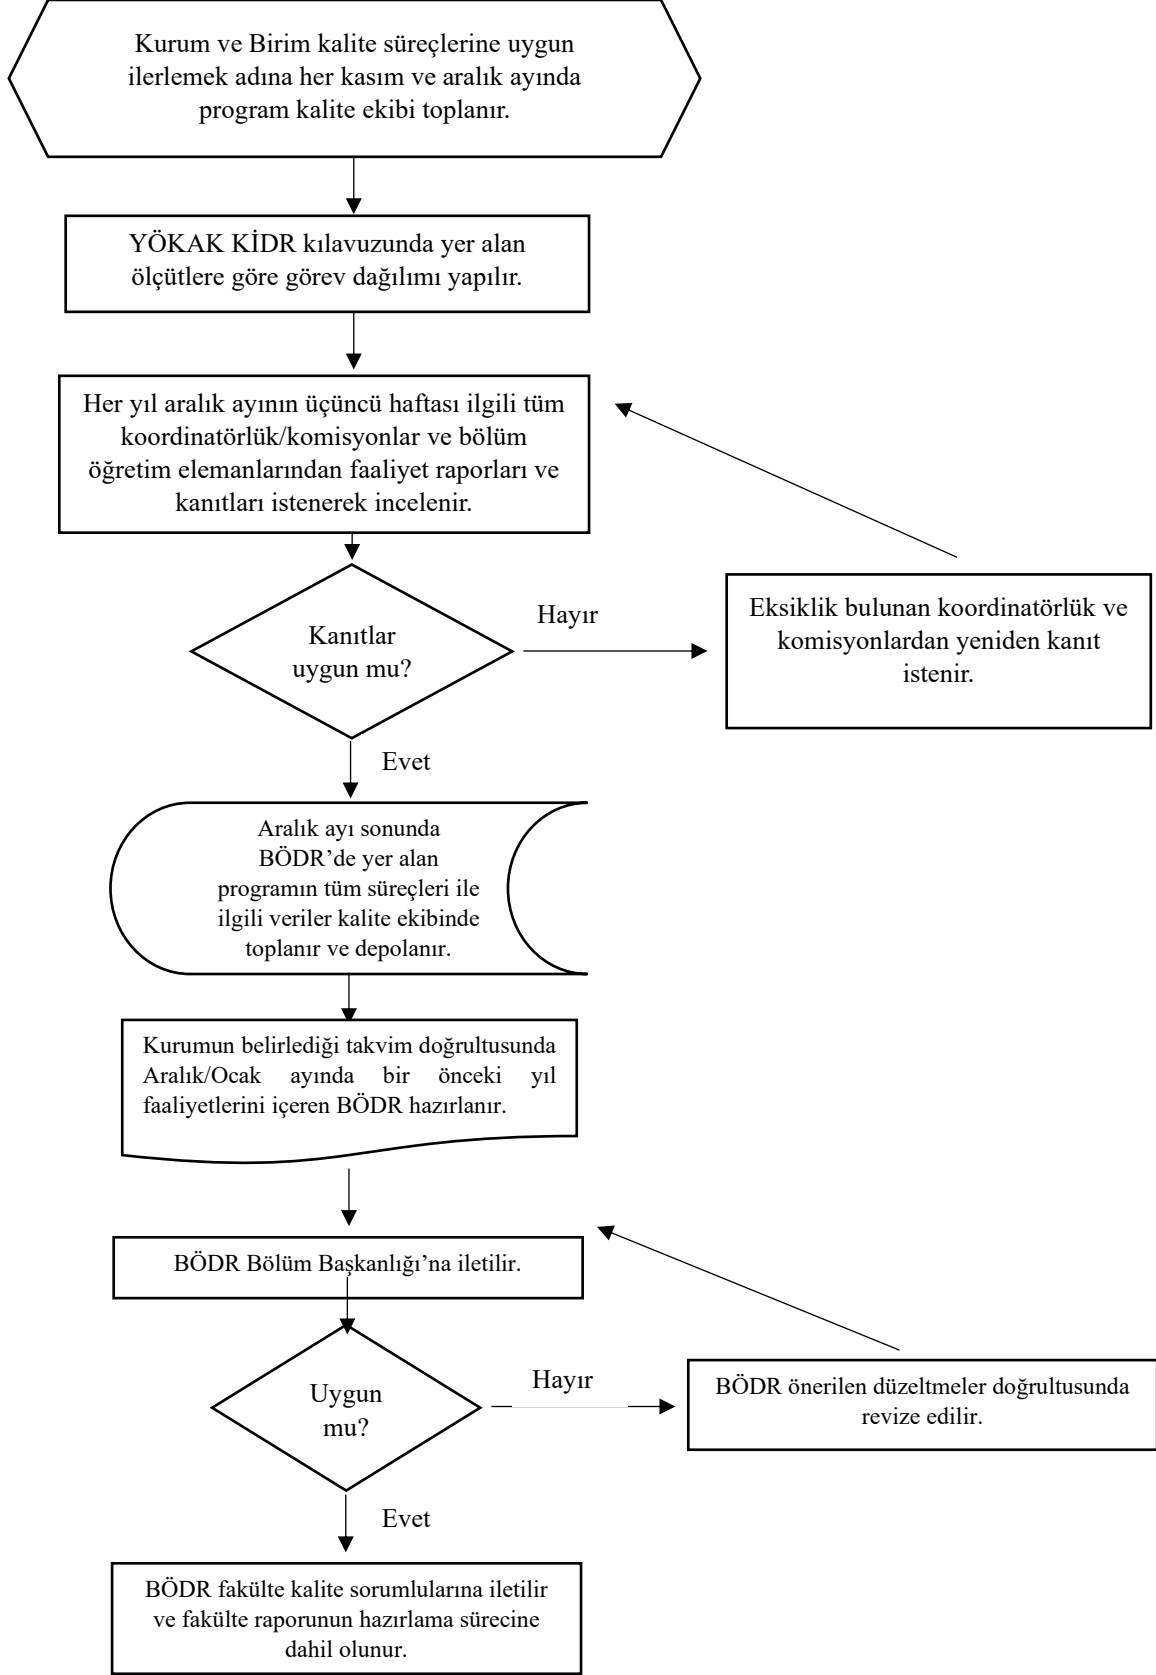 Kurum ve Birim kalite süreçlerine uygun
ilerlemek adına her kasım ve aralık ayında
program kalite ekibi toplanır.
YÖKAK KİDR kılavuzunda yer alan
ölçütlere göre görev dağılımı yapılır.
Her yıl aralık ayının üçüncü haftası ilgili tüm
koordinatörlük/komisyonlar ve bölüm
öğretim elemanlarından faaliyet raporları ve
kanıtları istenerek incelenir.
Kanıtlar
uygun mu?
Hayır
Eksiklik bulunan koordinatörlük ve
komisyonlardan yeniden kanıt
istenir.
Evet
Aralık ayı sonunda
BÖDR’de yer alan
programın tüm süreçleri ile
ilgili veriler kalite ekibinde
toplanır ve depolanır.
Kurumun belirlediği takvim doğrultusunda
Aralık/Ocak ayında bir önceki yıl
faaliyetlerini içeren BÖDR hazırlanır.
BÖDR Bölüm Başkanlığı’na iletilir.
Uygun
mu?
Hayır
BÖDR önerilen düzeltmeler doğrultusunda
revize edilir.
Evet
BÖDR fakülte kalite sorumlularına iletilir
ve fakülte raporunun hazırlama sürecine
dahil olunur.